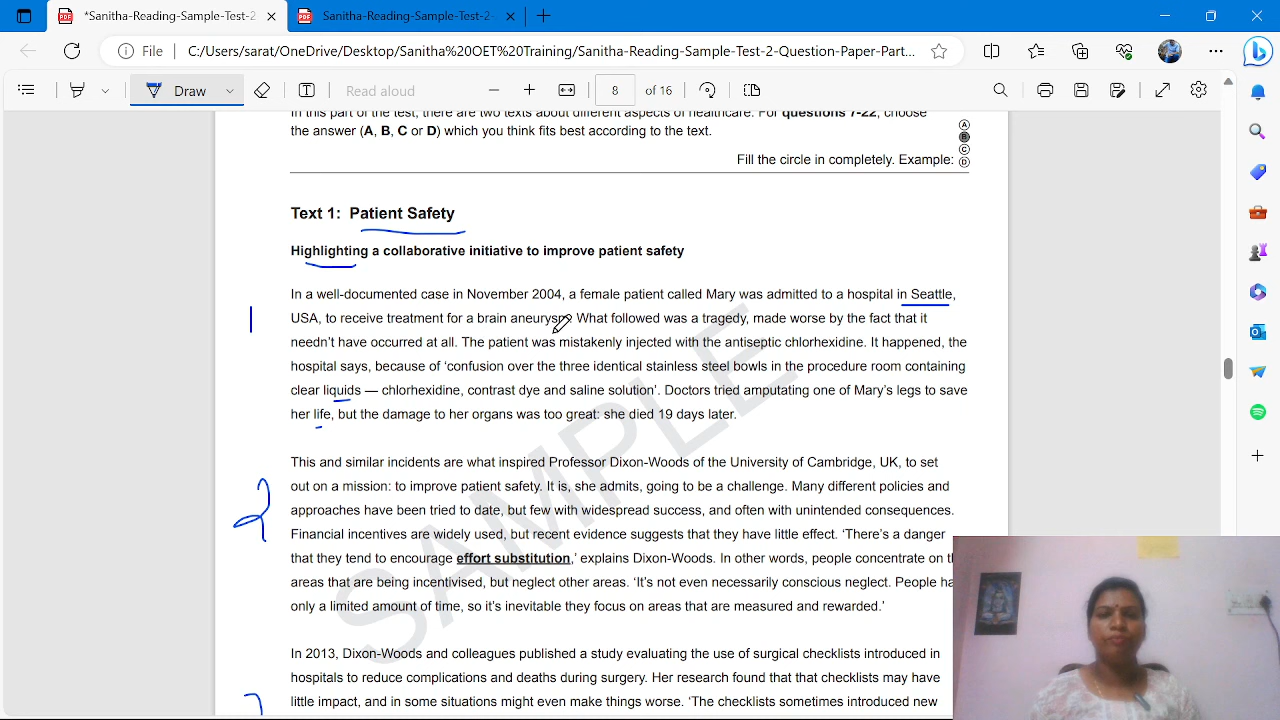 *Sanitha-Reading-Sample-Test-2
Sanitha-Reading-Sample-Test-2-
File
C:/Users/sarat/OneDrive/Desktop/Sanitha%20OET%20Training/Sanitha-Reading-Sample-Test-2-Question-Paper-Part...
Draw
Read aloud
8
of 16
In this part of the test, there are two texts about different aspects of healthcare. For questions 7-22, choose
the answer (A, B, C or D) which you think fits best according to the text.
A
B
C
D
Fill the circle in completely. Example:
Text 1: Patient Safety
Highlighting a collaborative initiative to improve patient safety
1
In a well-documented case in November 2004, a female patient called Mary was admitted to a hospital in Seattle,
USA, to receive treatment for a brain aneurysm. What followed was a tragedy, made worse by the fact that it
needn't have occurred at all. The patient was mistakenly injected with the antiseptic chlorhexidine. It happened, the
hospital says, because of 'confusion over the three identical stainless steel bowls in the procedure room containing
clear liquids — chlorhexidine, contrast dye and saline solution'. Doctors tried amputating one of Mary's legs to save
her life, but the damage to her organs was too great: she died 19 days later.
2
This and similar incidents are what inspired Professor Dixon-Woods of the University of Cambridge, UK, to set
out on a mission: to improve patient safety. It is, she admits, going to be a challenge. Many different policies and
approaches have been tried to date, but few with widespread success, and often with unintended consequences.
Financial incentives are widely used, but recent evidence suggests that they have little effect. 'There's a danger
that they tend to encourage effort substitution,' explains Dixon-Woods. In other words, people concentrate on th
areas that are being incentivised, but neglect other areas. 'It's not even necessarily conscious neglect. People ha
only a limited amount of time, so it's inevitable they focus on areas that are measured and rewarded.'
In 2013, Dixon-Woods and colleagues published a study evaluating the use of surgical checklists introduced in
hospitals to reduce complications and deaths during surgery. Her research found that that checklists may have
little impact, and in some situations might even make things worse. 'The checklists sometimes introduced new
SAMPLE